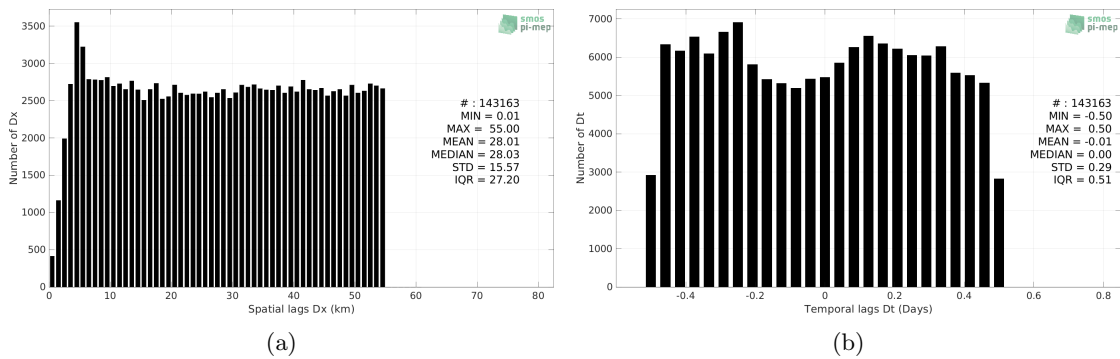 smos
pi-mep
3500
3000
2500
2000
1500
1000
500
0
Number of Dx
# : 143163
MIN = 0.01
MAX = 55.00
MEAN = 28.01
MEDIAN = 28.03
STD = 15.57
IQR = 27.20
0 10 20 30 40 50 60 70 80
Spatial lags Dx (km)
(a)
smos
pi-mep
7000
6000
5000
4000
3000
2000
1000
0
Number of Dt
# : 143163
MIN = -0.50
MAX = 0.50
MEAN = -0.01
MEDIAN = 0.00
STD = 0.29
IQR = 0.51
-0.4 -0.2 0 0.2 0.4 0.6 0.8
Temporal lags Dt (Days)
(b)